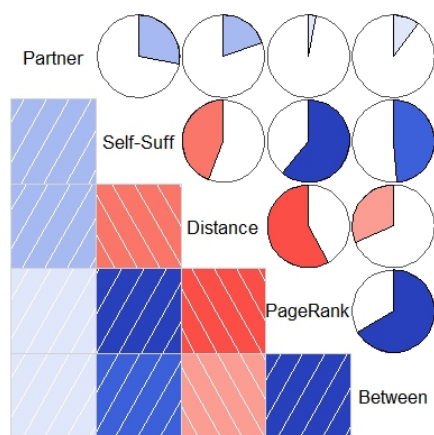 Partner
Self-Suff
Distance
PageRank
Between